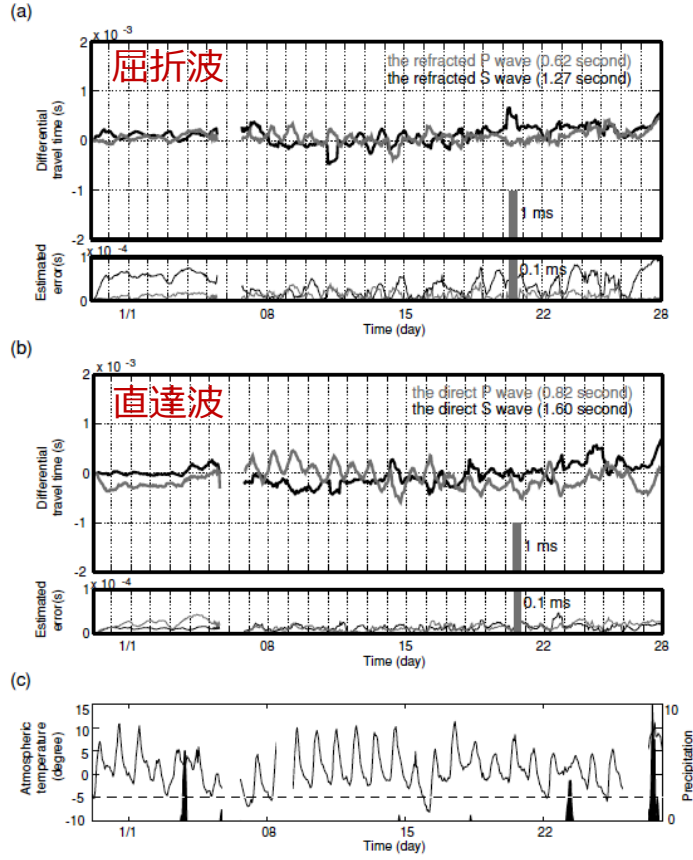 (a)
x 10 -3
屈折波
the refracted P wave (0.62 second)
the refracted S wave (1.27 second)
2
1
0
-1
-2
Differential
travel time (s)
1 ms
x 10 -4
1
0
Estimated
error(s)
0.1 ms
1/1
08
15
22
28
Time (day)
(b)
x 10 -3
直達波
the direct P wave (0.82 second)
the direct S wave (1.60 second)
2
1
0
-1
-2
Differential
travel time (s)
1 ms
x 10 -4
1
0
Estimated
error(s)
0.1 ms
1/1
08
15
22
28
Time (day)
(c)
15
10
5
0
-5
-10
Atmospheric
temperature
(degree)
10
0
Precipitation
1/1
08
15
22
Time (day)